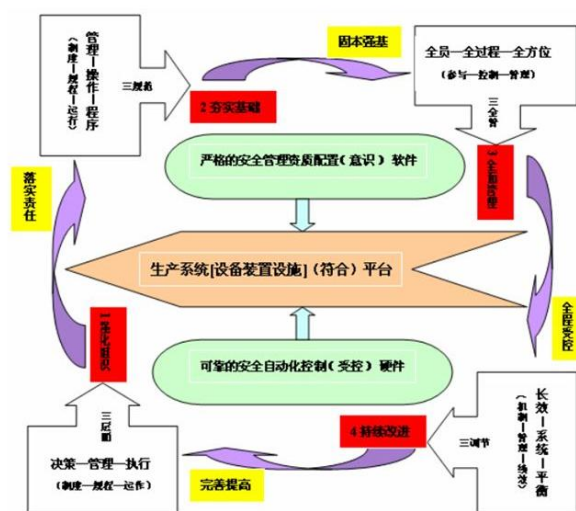 管理—操作—程序
(制度—规程—运行)
三规范
固本强基
全员—全过程—全方位
(参与—控制—管理)
三全管
2夯实基础
严格的安全管理资质配置(意识) 软件
3全面管理
落实责任
生产系统[设备装置设施](符合)平台
全程受控
1强化组织
可靠的安全自动化控制(受控) 硬件
三层面
决策—管理—执行
(制度—规程—运作)
4持续改进
完善提高
三调节
长效—系统—平衡
(机制—管理—绩效)